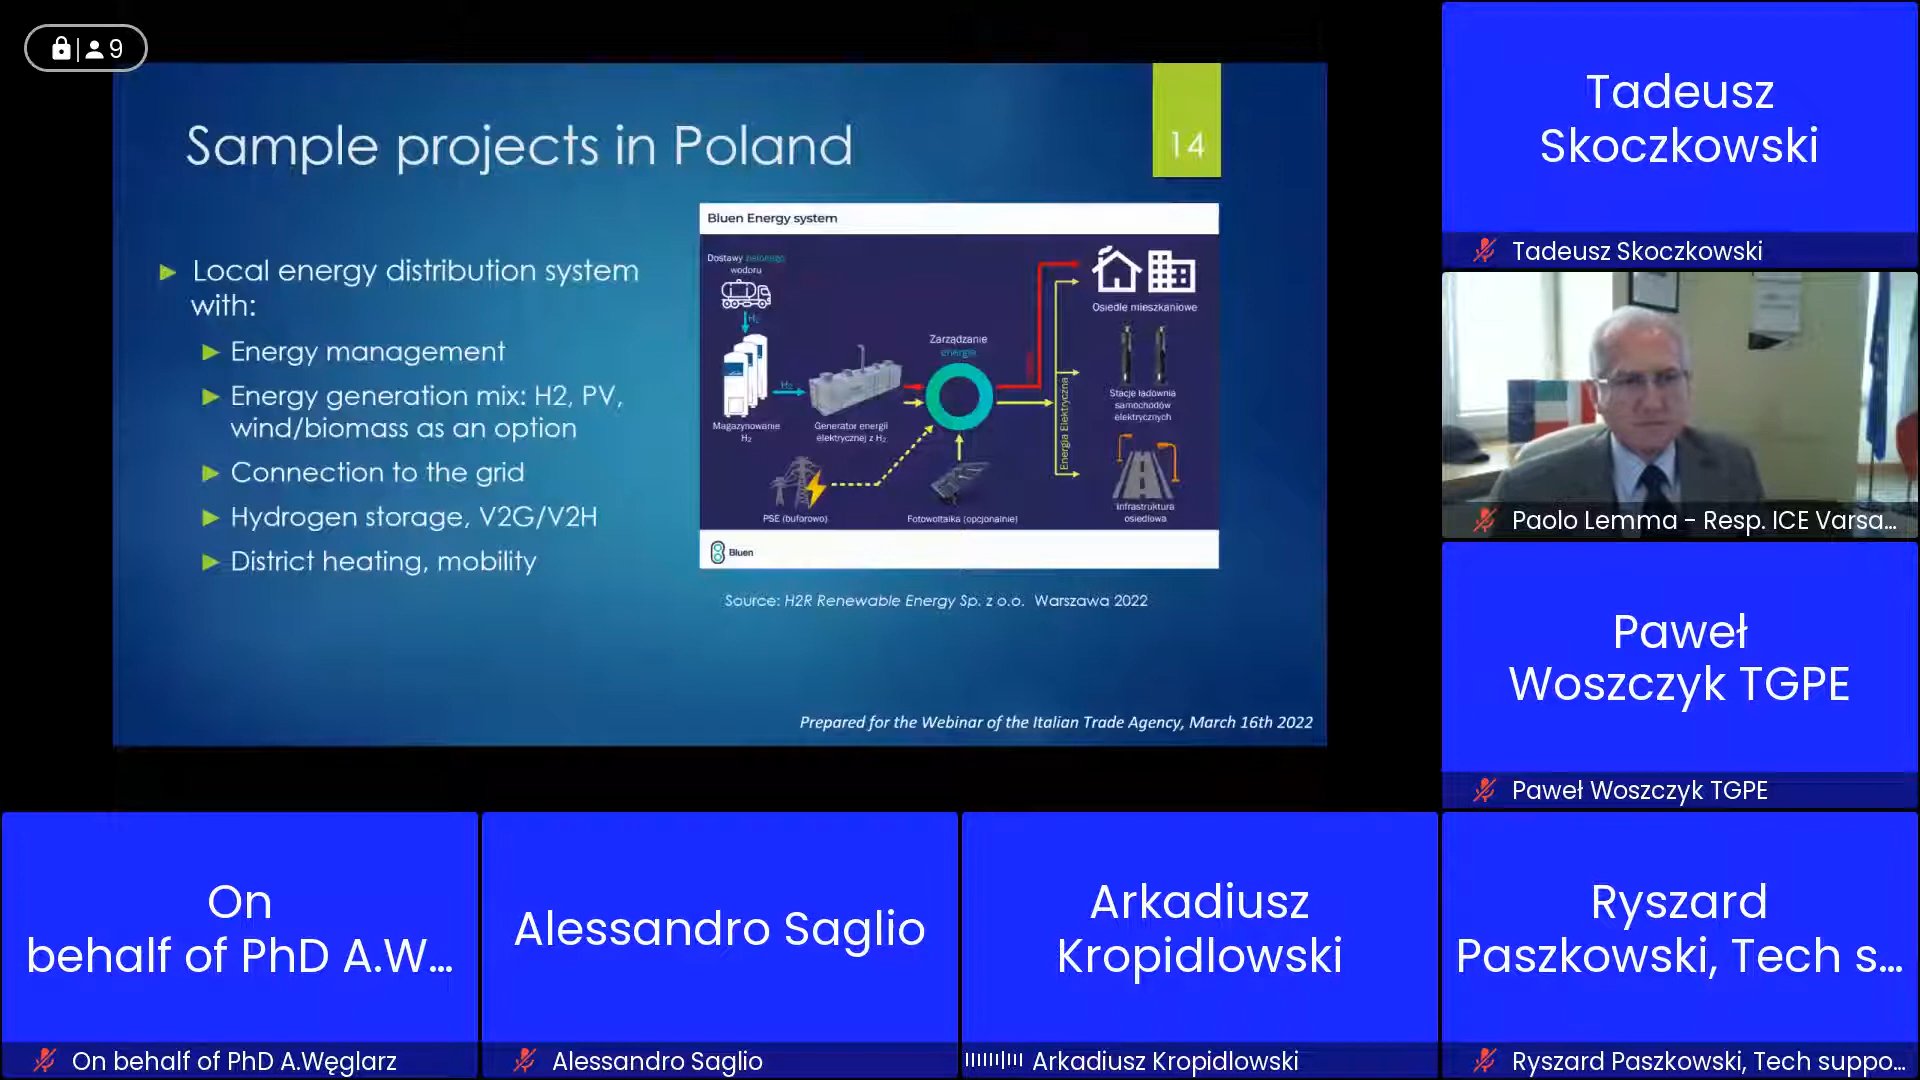 9
Sample projects in Poland
14
Local energy distribution system
with:
Energy management
Energy generation mix: H2, PV,
wind/biomass as an option
Connection to the grid
Hydrogen storage, V2G/V2H
District heating, mobility
Bluen Energy system
Dostawy zielonego
wodoru
H₂
Magazynowanie
H₂
H₂
Generator energii
elektrycznej z H₂
Zarządzanie
energią
PSE (buforowo)
Fotowoltaika (opcjonalnie)
Energia Elektryczna
Osiedle mieszkaniowe
Stacje ładownia
samochodów
elektrycznych
Infrastruktura
osiedlowa
Bluen
Source: H2R Renewable Energy Sp. z o.o. Warszawa 2022
Prepared for the Webinar of the Italian Trade Agency, March 16th 2022
Tadeusz
Skoczkowski
Tadeusz Skoczkowski
Paolo Lemma - Resp. ICE Varsa...
Paweł
Woszczyk TGPE
Paweł Woszczyk TGPE
On
behalf of PhD A.W...
On behalf of PhD A.Węglarz
Alessandro Saglio
Alessandro Saglio
Arkadiusz
Kropidlowski
Arkadiusz Kropidlowski
Ryszard
Paszkowski, Tech s...
Ryszard Paszkowski, Tech suppo...